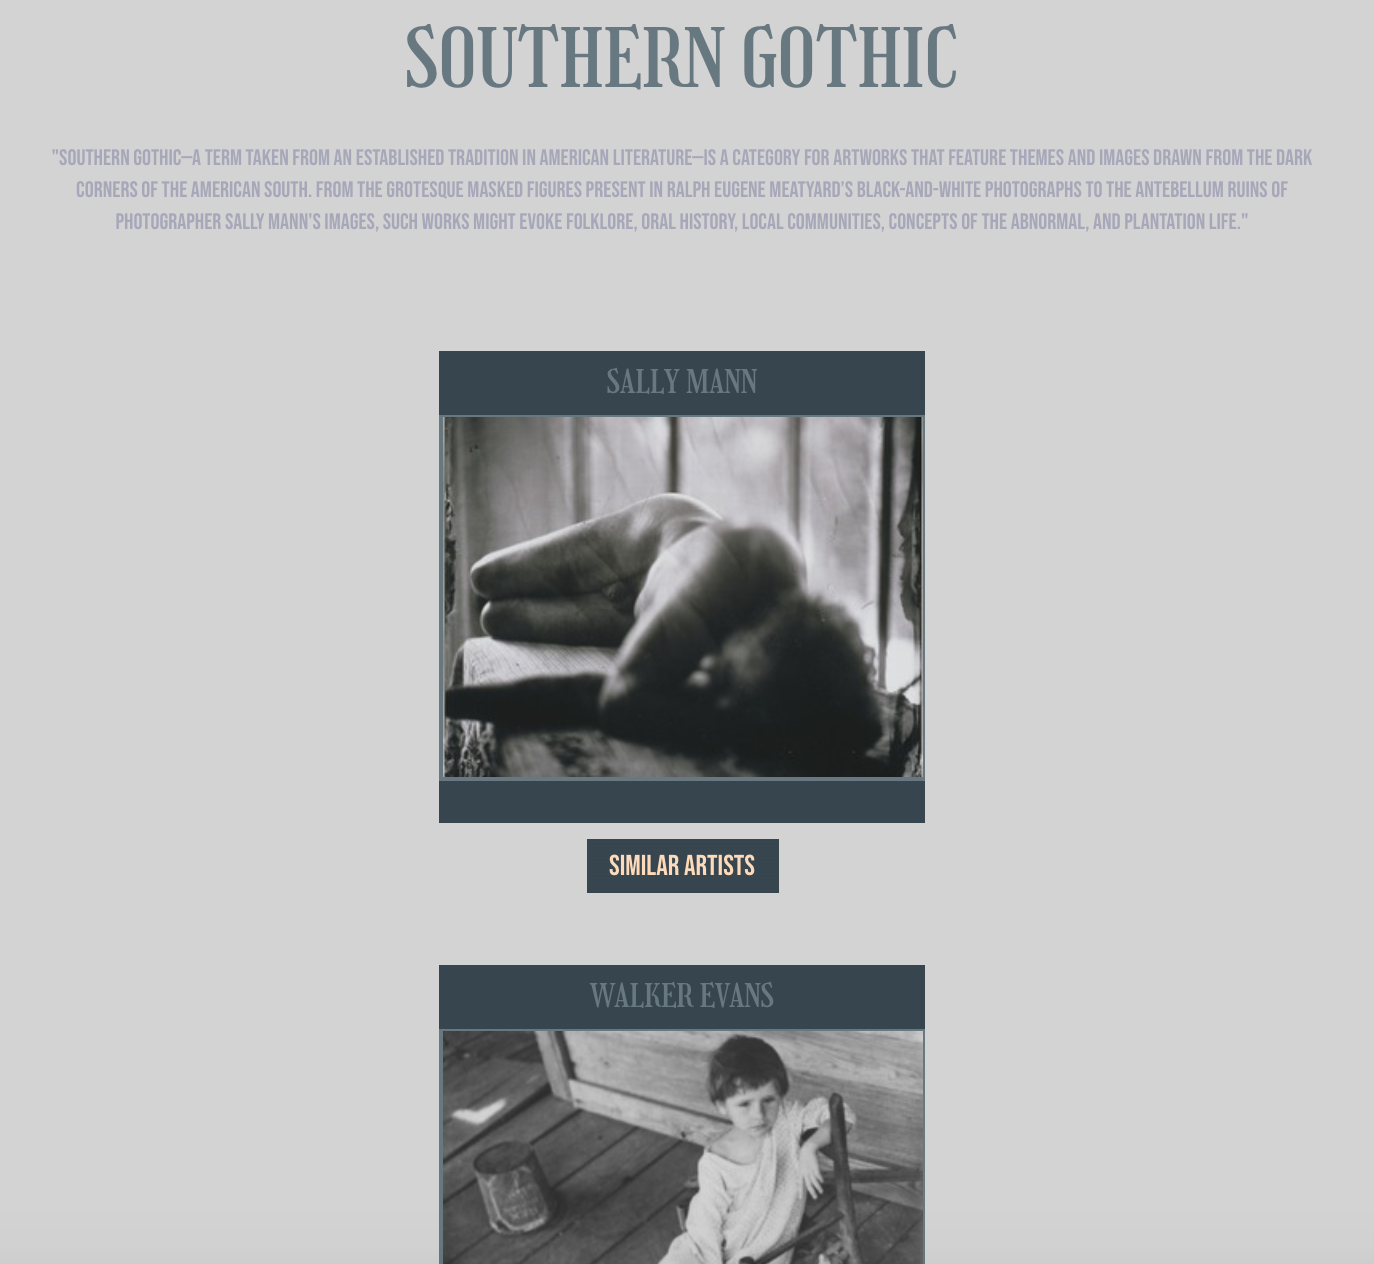 SOUTHERN GOTHIC
"SOUTHERN GOTHIC—A TERM TAKEN FROM AN ESTABLISHED TRADITION IN AMERICAN LITERATURE—IS A CATEGORY FOR ARTWORKS THAT FEATURE THEMES AND IMAGES DRAWN FROM THE DARK
CORNERS OF THE AMERICAN SOUTH. FROM THE GROTESQUE MASKED FIGURES PRESENT IN RALPH EUGENE MEATYARD'S BLACK-AND-WHITE PHOTOGRAPHS TO THE ANTEBELLUM RUINS OF
PHOTOGRAPHER SALLY MANN'S IMAGES, SUCH WORKS MIGHT EVOKE FOLKLORE, ORAL HISTORY, LOCAL COMMUNITIES, CONCEPTS OF THE ABNORMAL, AND PLANTATION LIFE."
SALLY MANN
SIMILAR ARTISTS
WALKER EVANS